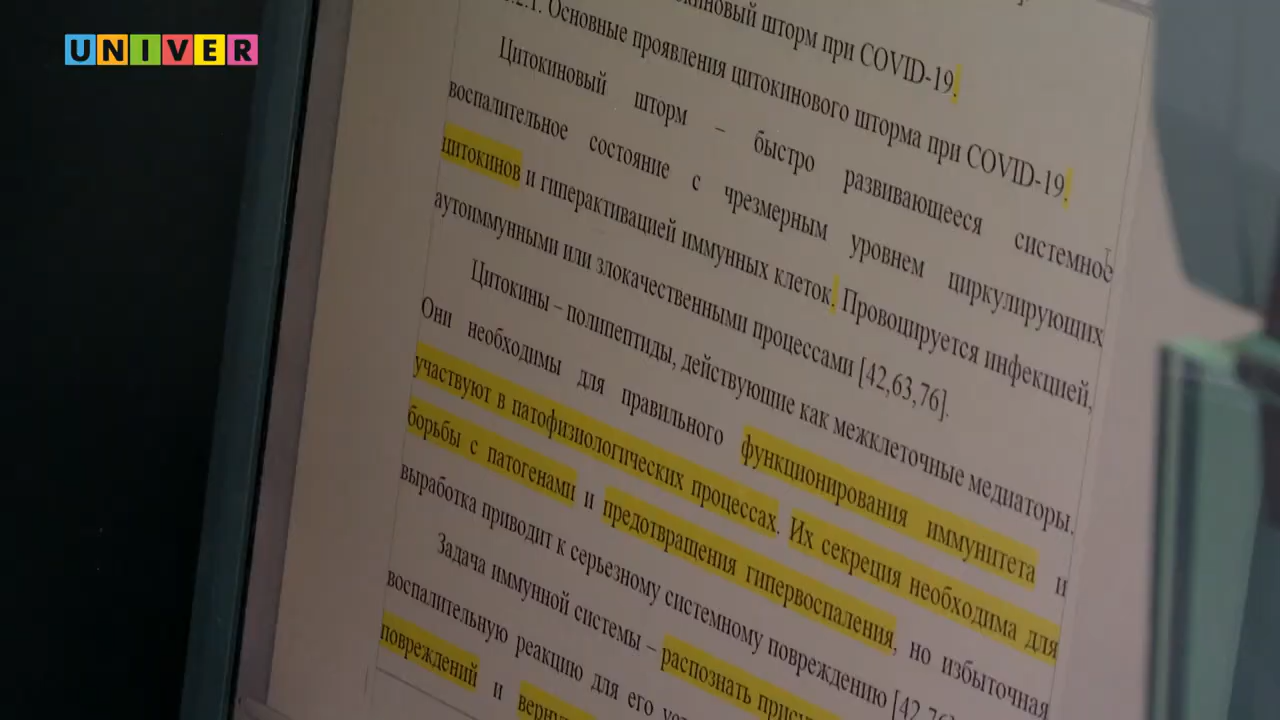 UNIVER
шторм при COVID-19.
Основные проявления цитокинового шторма при COVID-19.
Цитокиновый шторм – быстро развивающееся системное
воспалительное состояние с чрезмерным уровнем циркулирующих
цитокинов и гиперактивацией иммунных клеток. Провоцируется инфекцией,
аутоиммунными или злокачественными процессами [42,63,76].
Цитокины – полипептиды, действующие как межклеточные медиаторы.
Они необходимы для правильного функционирования иммунитета и
участвуют в патофизиологических процессах. Их секреция необходима для
борьбы с патогенами и предотвращения гипервоспаления, но избыточная
выработка приводит к серьезному системному повреждению [42,76
Задача иммунной системы – распознать
воспалительную реакцию для его
повреждений и